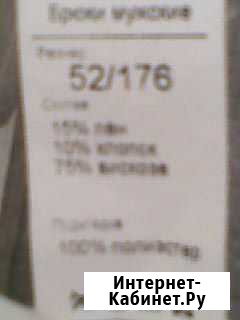 Брюки мужские
Размер
52/176
Состав
15% лён
10% хлопок
75% вискоза
100% полиэстер
Интернет-
Кабинет.Ру